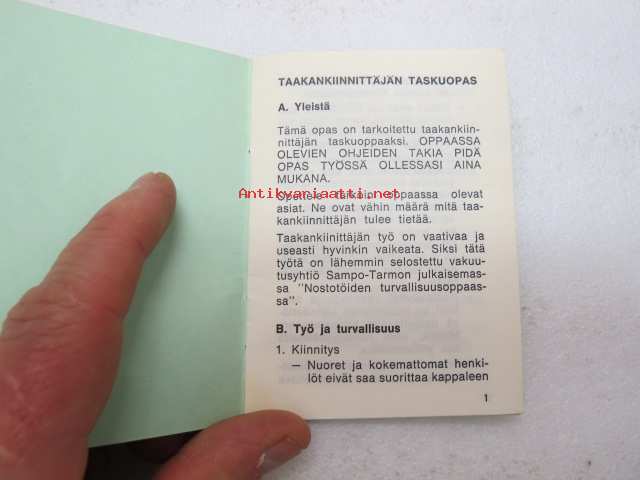 TAAKANKIINNITTÄJÄN TASKUOPAS
A. Yleistä
Tämä opas on tarkoitettu taakankiin-
nittäjän taskuoppaaksi. OPPAASSA
OLEVIEN OHJEIDEN TAKIA PIDÄ
OPAS TYÖSSÄ OLLESSASI AINA
MUKANA.
Antikvariaatti.net
Opettele tarkoin oppaassa olevat
asiat. Ne ovat vähin määrä mitä taa-
kankiinnittäjän tulee tietää.
Taakankiinittäjän työ on vaativaa ja
useasti hyvinkin vaikeata. Siksi tätä
työtä on lähemmin selostettu vakuu-
tusyhtiö Sampo-Tarmon julkaisemas-
sa "Nostotöiden turvallisuusoppaas-
sa".
B. Työ ja turvallisuus
1. Kiinnitys
— Nuoret ja kokemattomat henki-
löt eivät saa suorittaa kappaleen
1